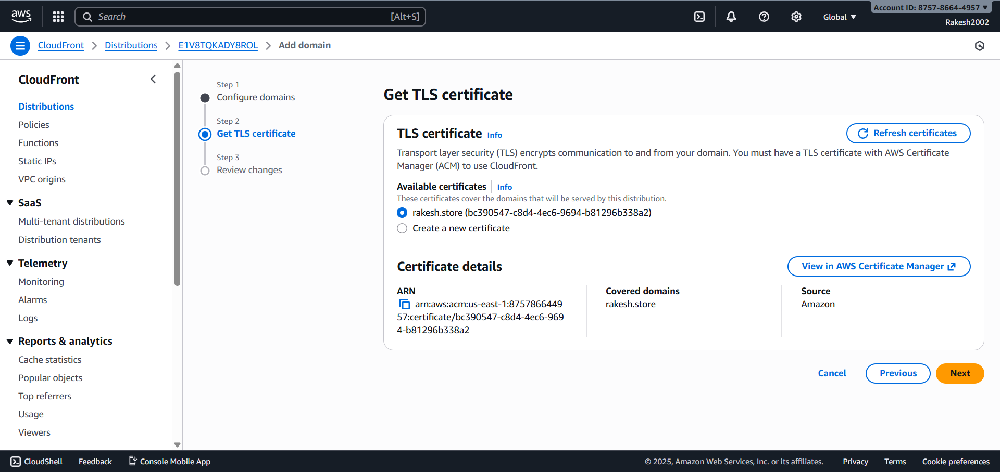 aws
Search
[Alt+S]
Global
Account ID: 8757-8664-4957
Rakesh2002
CloudFront
Distributions
E1V8TQKADY8ROL
Add domain
CloudFront
Distributions
Policies
Functions
Static IPs
VPC origins
SaaS
Multi-tenant distributions
Distribution tenants
Telemetry
Monitoring
Alarms
Logs
Reports & analytics
Cache statistics
Popular objects
Top referrers
Usage
Viewers
Step 1
Configure domains
Step 2
Get TLS certificate
Step 3
Review changes
Get TLS certificate
TLS certificate Info
Refresh certificates
Transport layer security (TLS) encrypts communication to and from your domain. You must have a TLS certificate with AWS Certificate
Manager (ACM) to use CloudFront.
Available certificates Info
These certificates cover the domains that will be served by this distribution.
rakesh.store (bc390547-c8d4-4ec6-9694-b81296b338a2)
Create a new certificate
Certificate details
View in AWS Certificate Manager
ARN
arn:aws:acm:us-east-1:8757866449
57:certificate/bc390547-c8d4-4ec6-969
4-b81296b338a2
Covered domains
rakesh.store
Source
Amazon
Cancel
Previous
Next
CloudShell
Feedback
Console Mobile App
© 2025, Amazon Web Services, Inc. or its affiliates.
Privacy
Terms
Cookie preferences